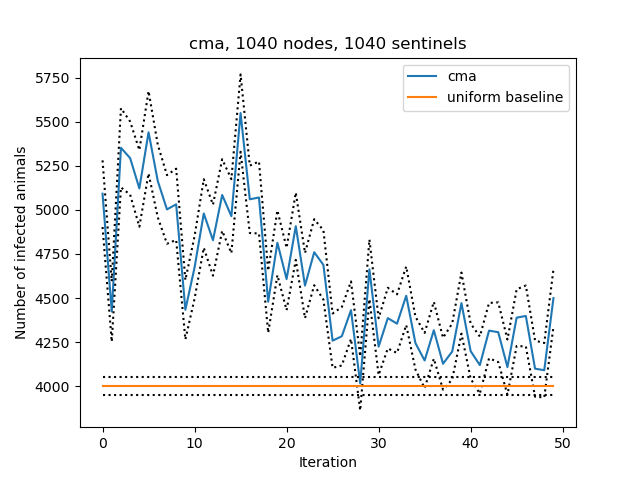 cma, 1040 nodes, 1040 sentinels
cma
uniform baseline
Number of infected animals
5750
5500
5250
5000
4750
4500
4250
4000
0 10 20 30 40 50
Iteration